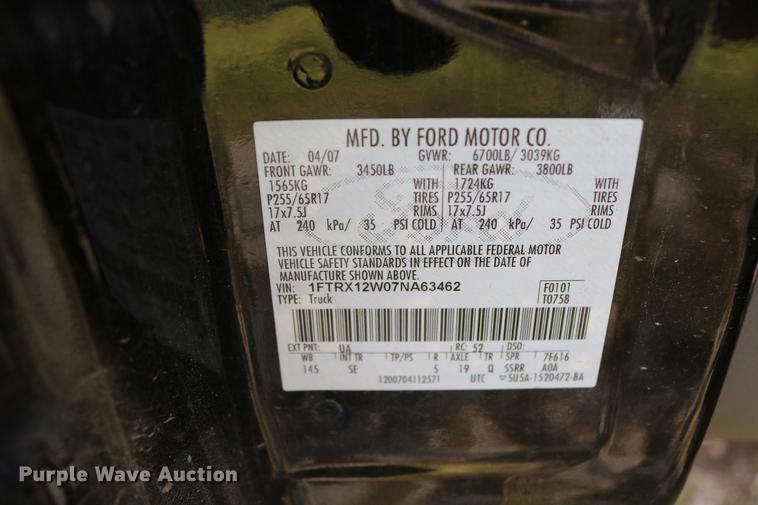 MFD. BY FORD MOTOR CO.
DATE: 04/07 GVWR: 6700LB/ 3039KG
FRONT GAWR: 3450LB REAR GAWR: 3800LB
1565KG WITH 1724KG WITH
P255/65R17 TIRES P255/65R17 TIRES
17x7.5J RIMS 17x7.5J RIMS
AT 240 kPa/ 35 PSI COLD AT 240 kPa/ 35 PSI COLD
THIS VEHICLE CONFORMS TO ALL APPLICABLE FEDERAL MOTOR
VEHICLE SAFETY STANDARDS IN EFFECT ON THE DATE OF
MANUFACTURE SHOWN ABOVE.
VIN: 1FTRX12W07NA63462 F0101
TYPE: Truck T0758
EXT PNT: UA RC: 52 DSO:
WB INT TR TP/PS R AXLE TR SPR 7F616
145 SE 5 19 Q SSRR AOA
1200704112571 UTC ▽5U5A-1520472-BA
Purple Wave Auction